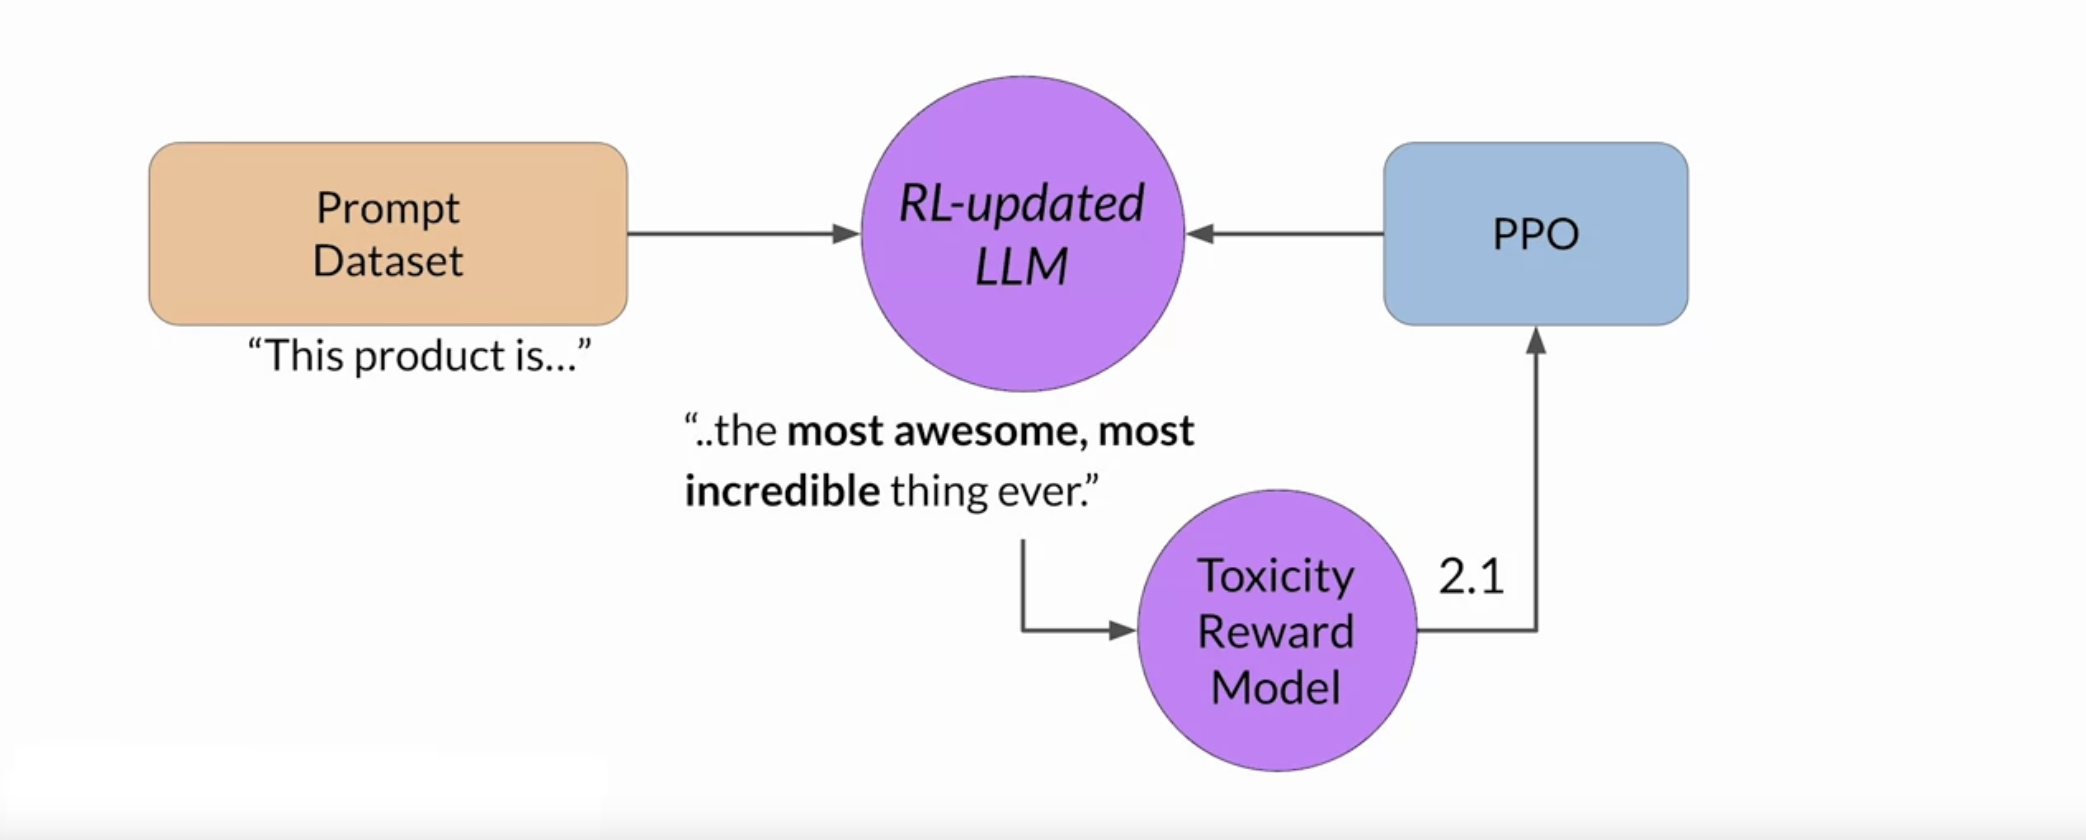 Prompt
Dataset
“This product is...”
RL-updated
LLM
PPO
“..the most awesome, most
incredible thing ever.”
Toxicity
Reward
Model
2.1